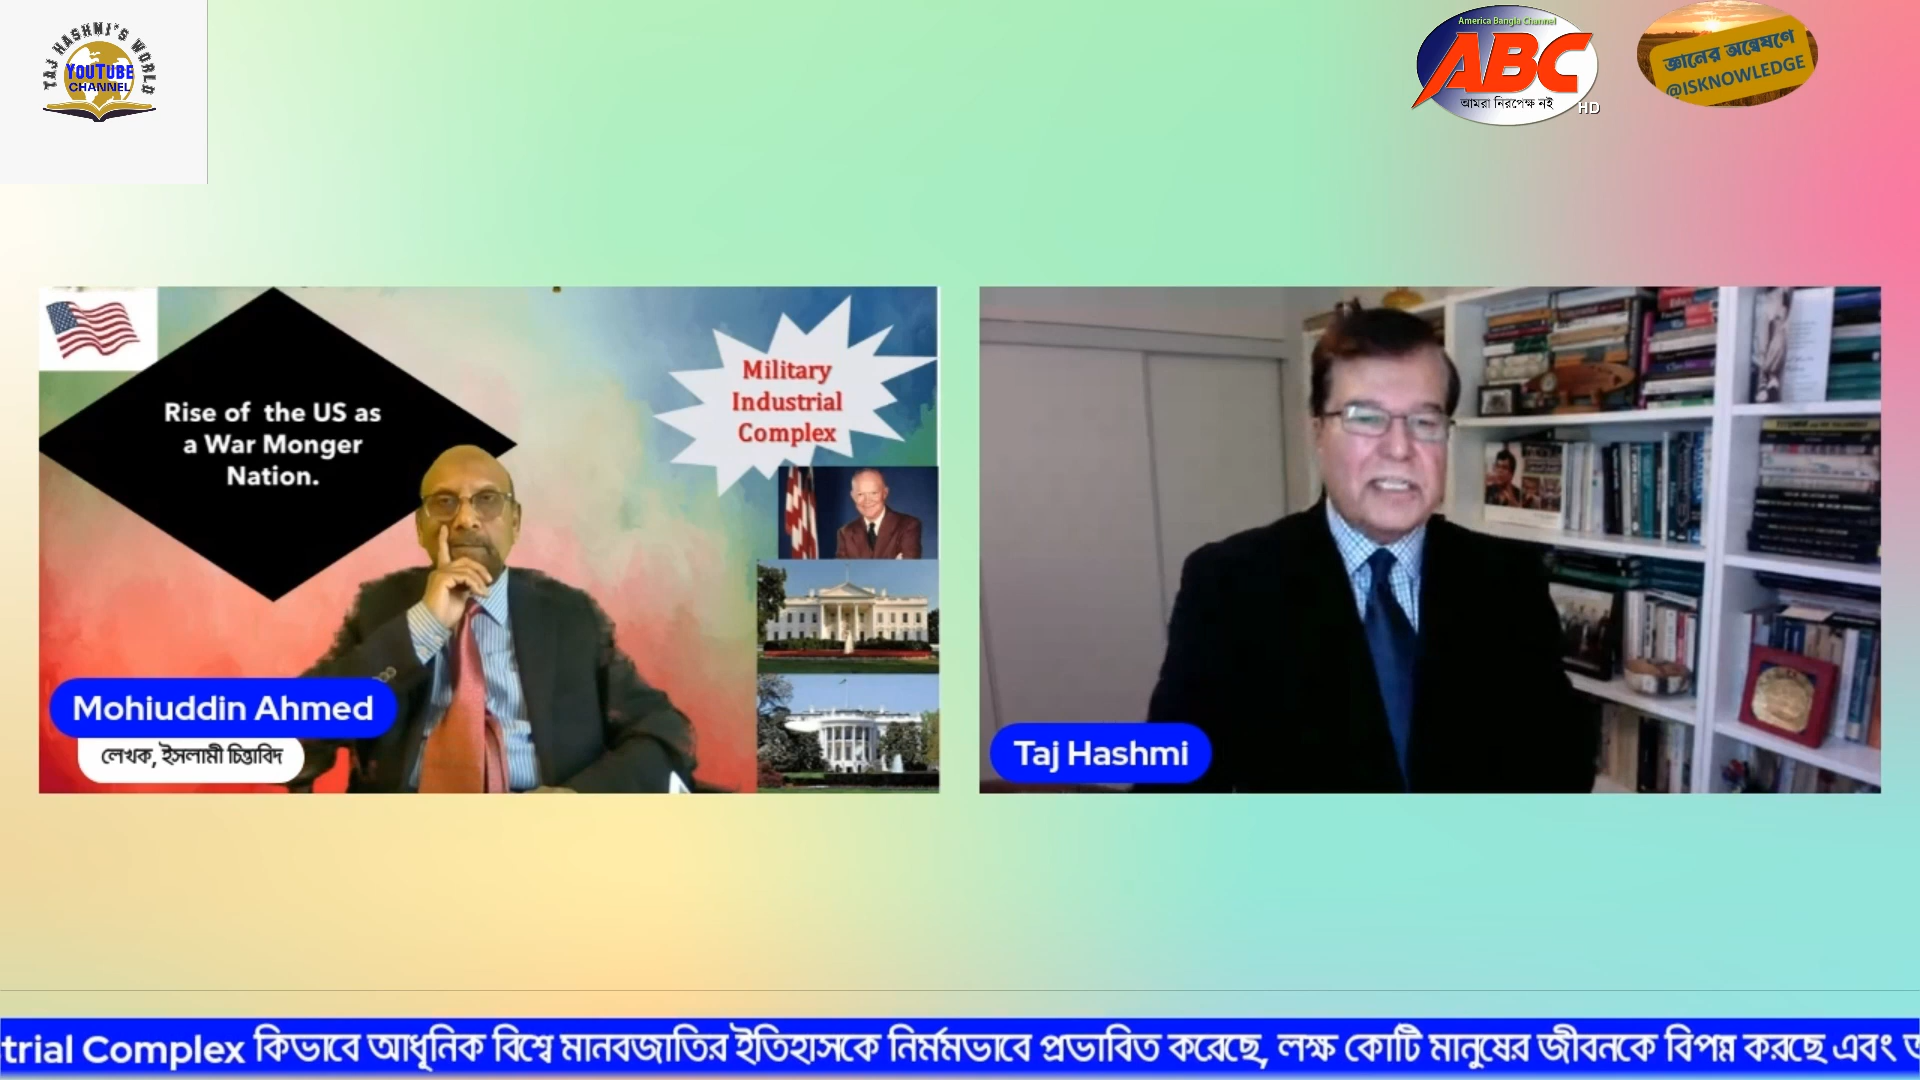 TAJ HASHMI'S WORLD
YOUTUBE
CHANNEL
America Bangla Channel
ABC
আমরা নিরপেক্ষ নই
HD
জ্ঞানের অন্বেষণে
@ISKNOWLEDGE
Rise of the US as
a War Monger
Nation.
Military
Industrial
Complex
Mohiuddin Ahmed
লেখক, ইসলামী চিন্তাবিদ
Taj Hashmi
trial Complex কিভাবে আধূনিক বিশ্বে মানবজাতির ইতিহাসকে নির্মমভাবে প্রভাবিত করেছে, লক্ষ কোটি মানুষের জীবনকে বিপন্ন করছে এবং